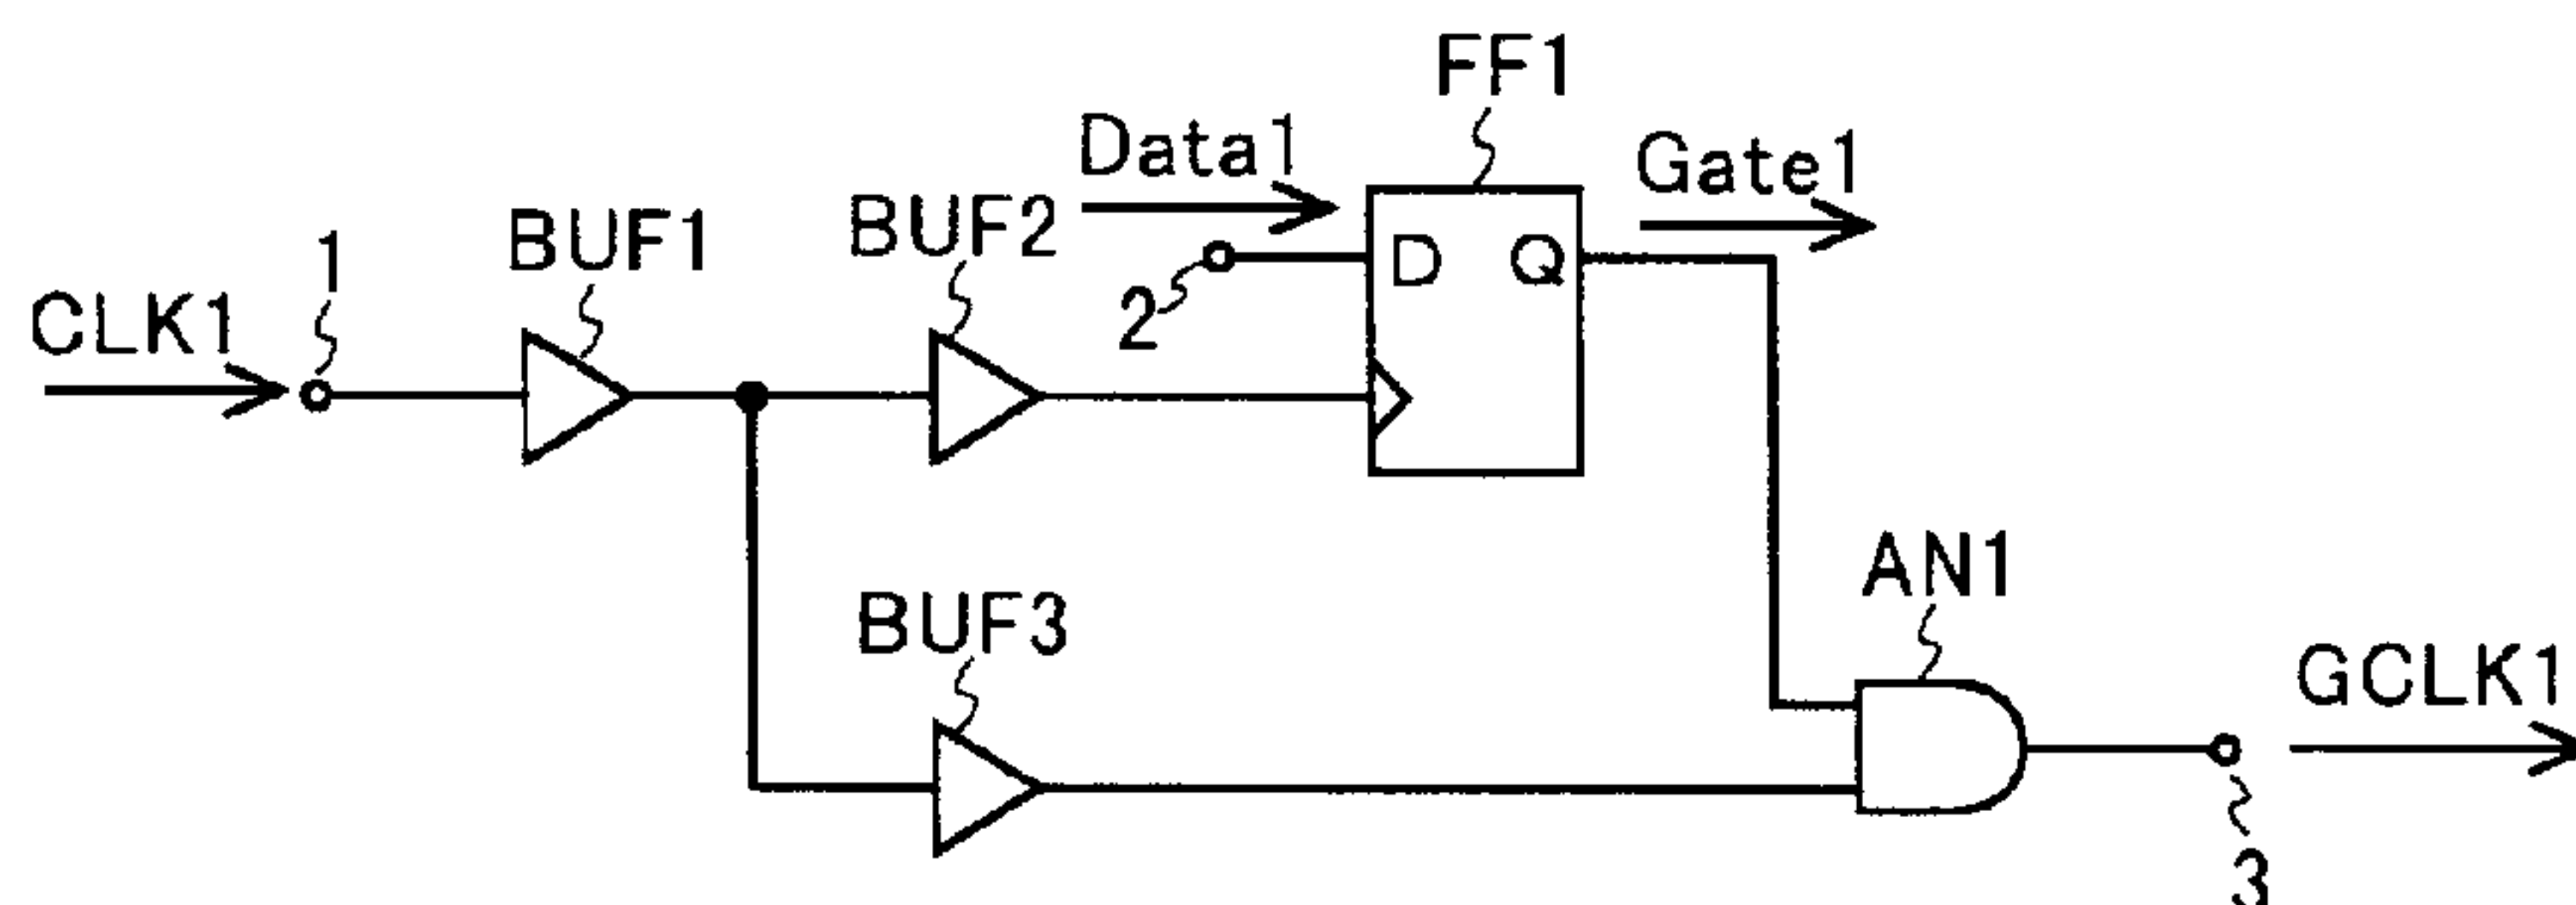 FF1
Data1
Gate1
BUF1
BUF2
1
CLK1
D Q
2
AN1
BUF3
GCLK1
3